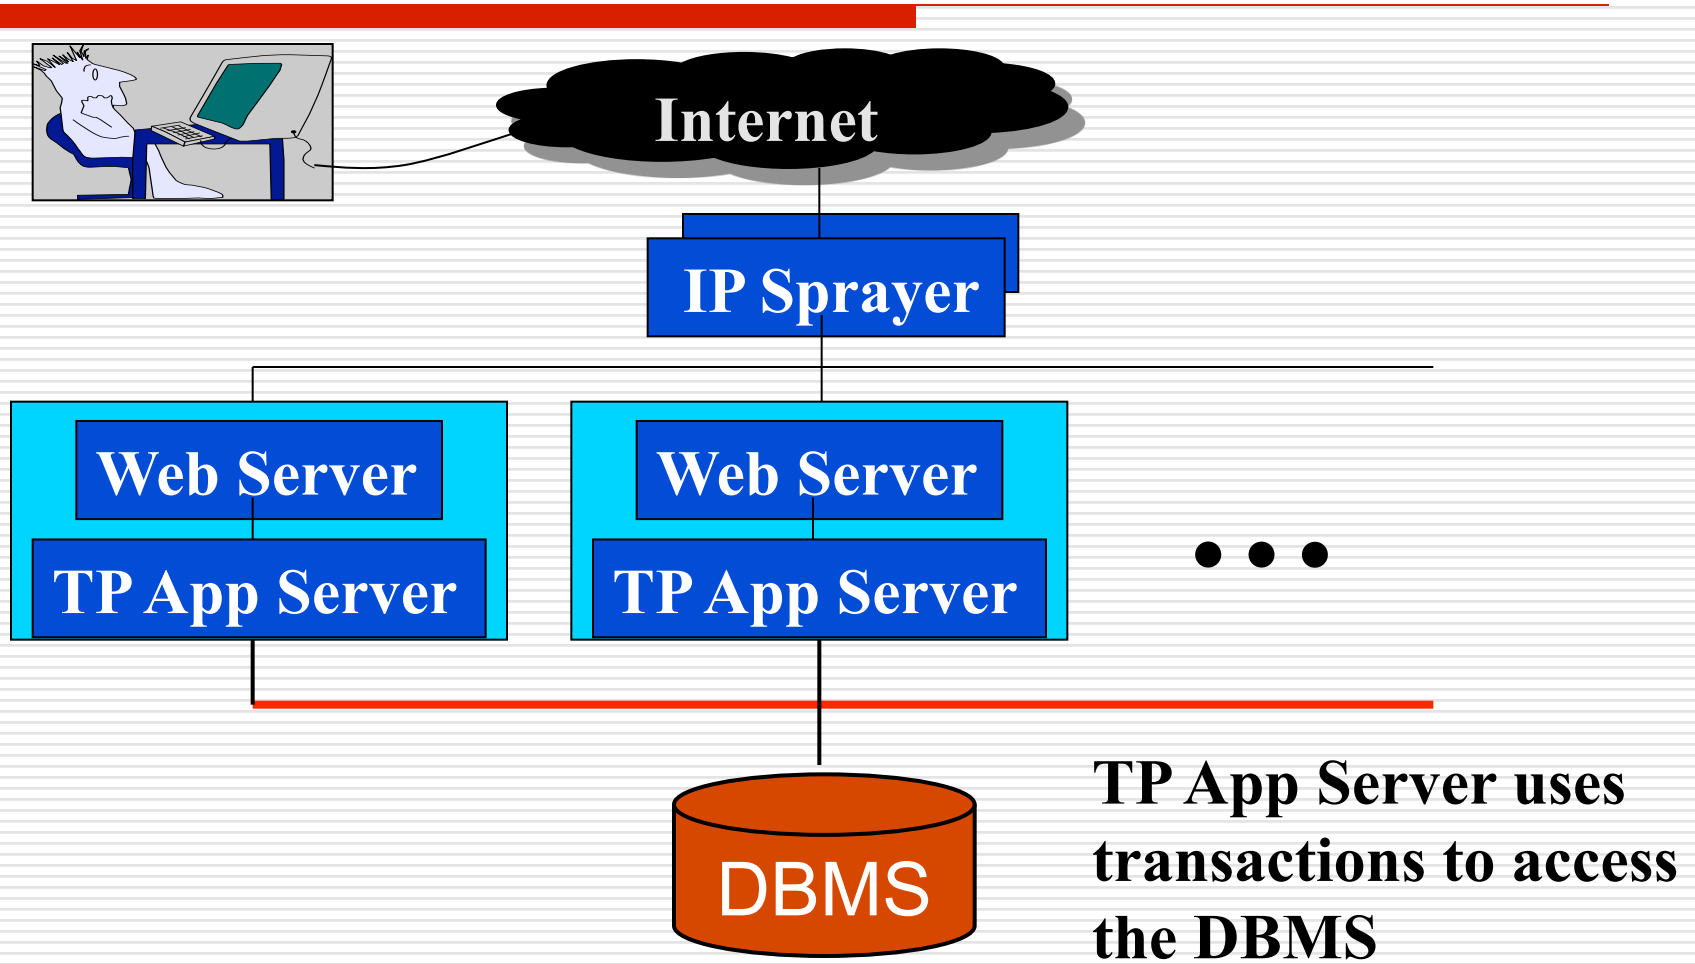 Internet
IP Sprayer
Web Server
Web Server
TP App Server
TP App Server
• • •
DBMS
TP App Server uses
transactions to access
the DBMS